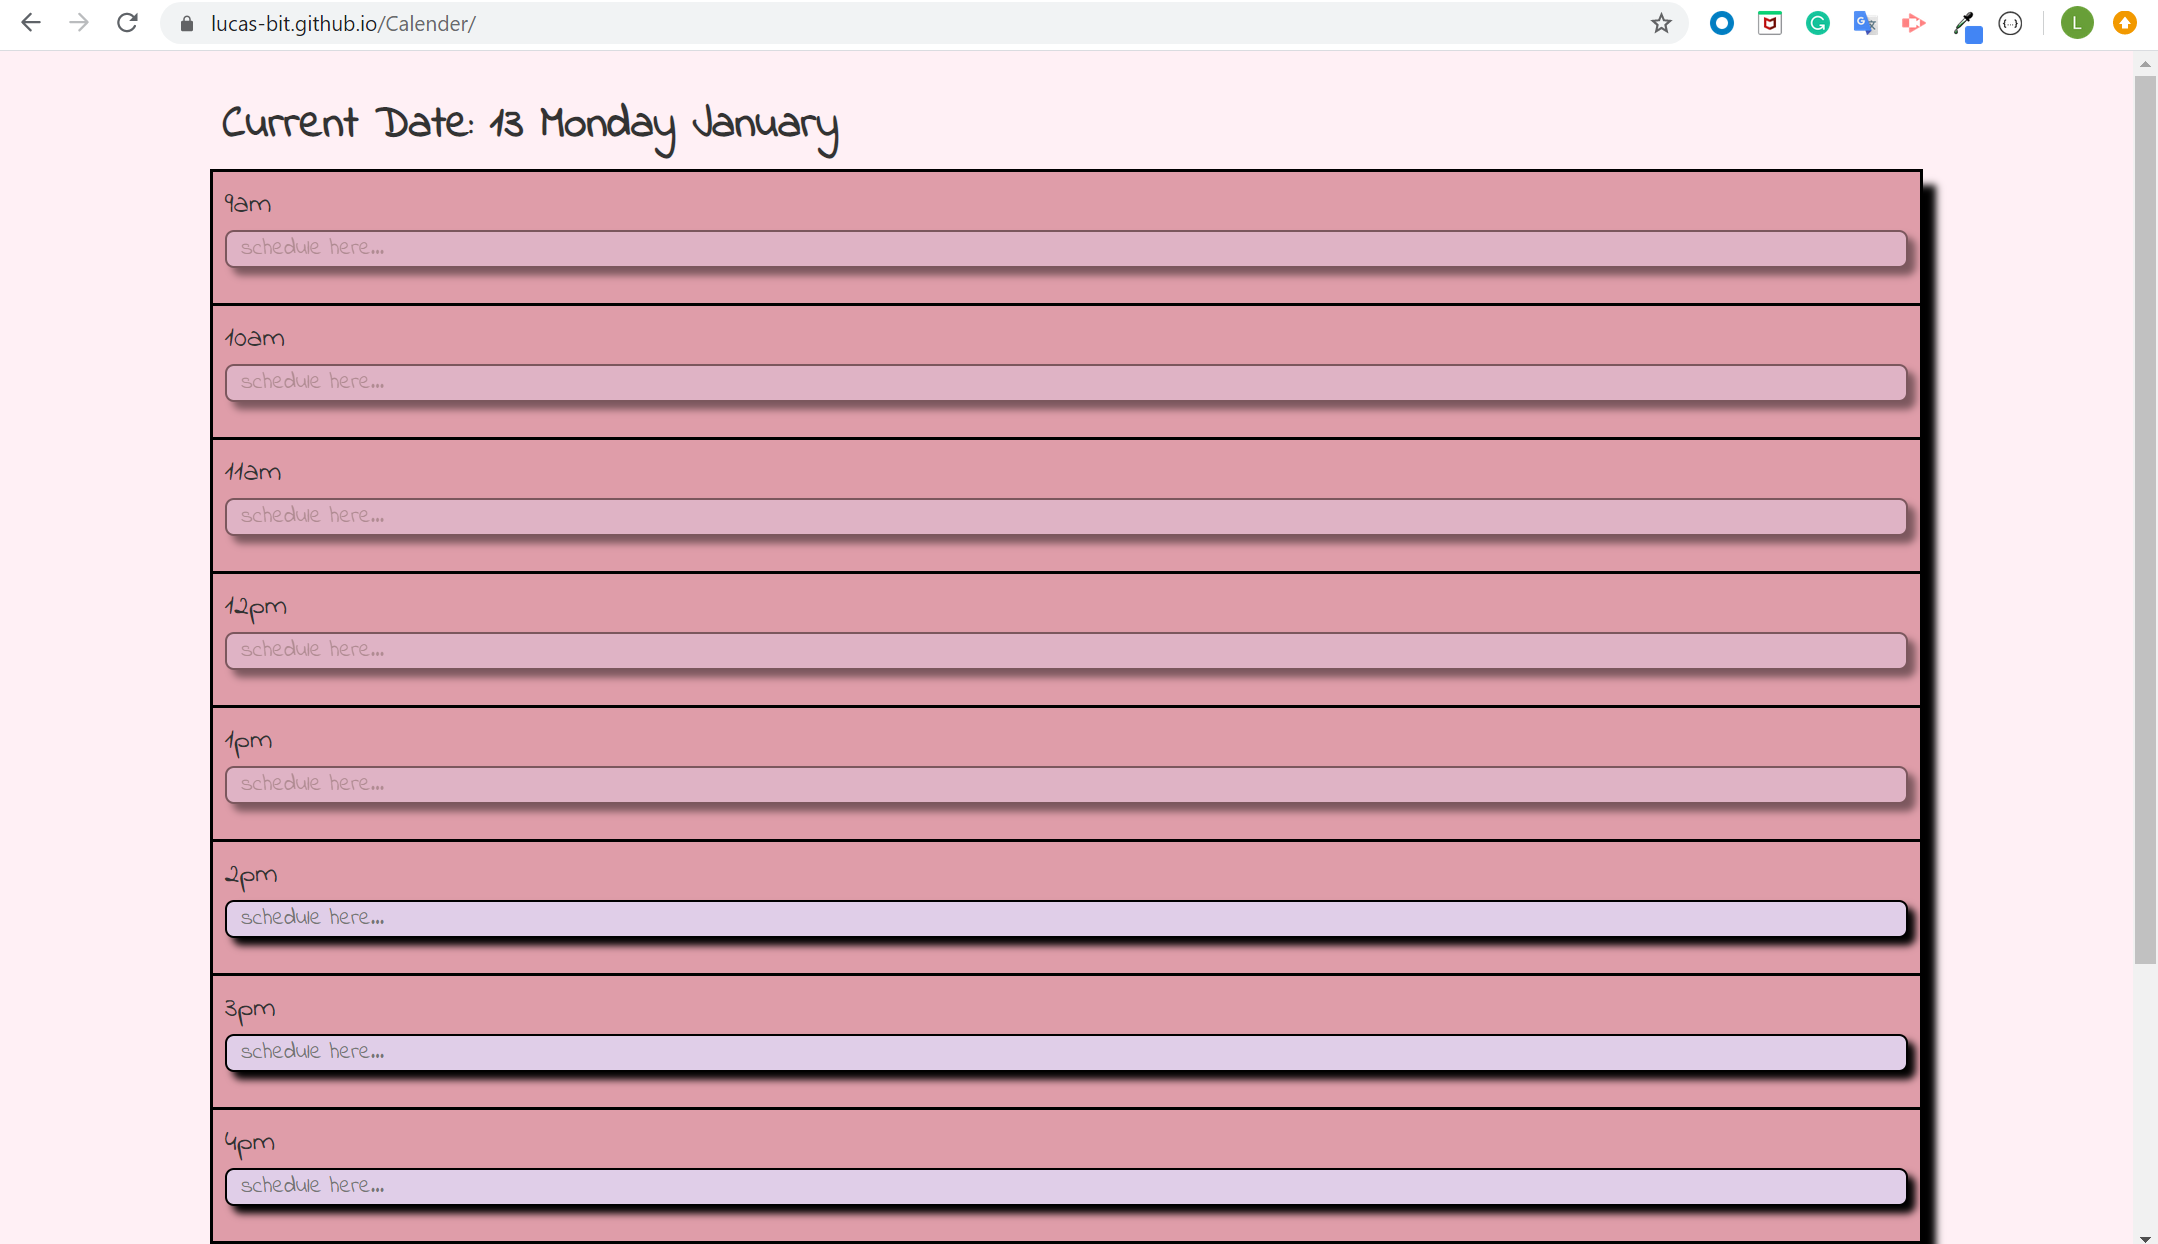 lucas-bit.github.io/Calender/
L
Current Date: 13 Monday January
9am
schedule here...
10am
schedule here...
11am
schedule here...
12pm
schedule here...
1pm
schedule here...
2pm
schedule here...
3pm
schedule here...
4pm
schedule here...